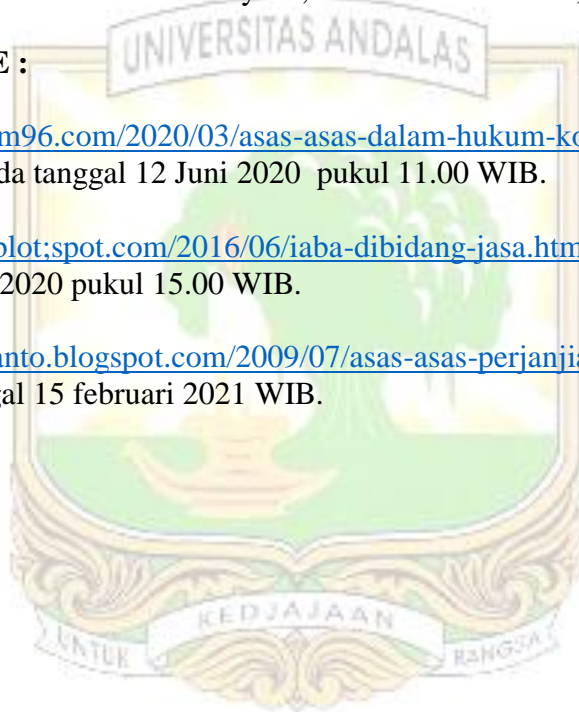 UNIVERSITAS ANDALAS
E :
m96.com/2020/03/asas-asas-dalam-hukum-ko
da tanggal 12 Juni 2020 pukul 11.00 WIB.
plot;spot.com/2016/06/iaba-dibidang-jasa.htm
2020 pukul 15.00 WIB.
anto.blogspot.com/2009/07/asas-asas-perjanjia
gal 15 februari 2021 WIB.
KEDJAJAAN
UNTUK BANGSA